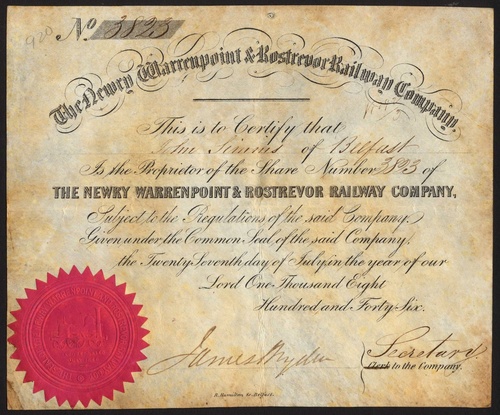 920
No 3823
The Newry Warrenpoint & Rostrevor Railway Company.
This is to Certify that
of Belfast
Is the Proprietor of the Share Number 3823 of
THE NEWRY WARRENPOINT & ROSTREVOR RAILWAY COMPANY,
Subject to the Regulations of the said Company.
Given under the Common Seal of the said Company,
the Twenty Seventh day of July, in the year of our
Lord One Thousand Eight
Hundred and Forty Six.
James
Secretary
Clerk to the Company.
Belfast.